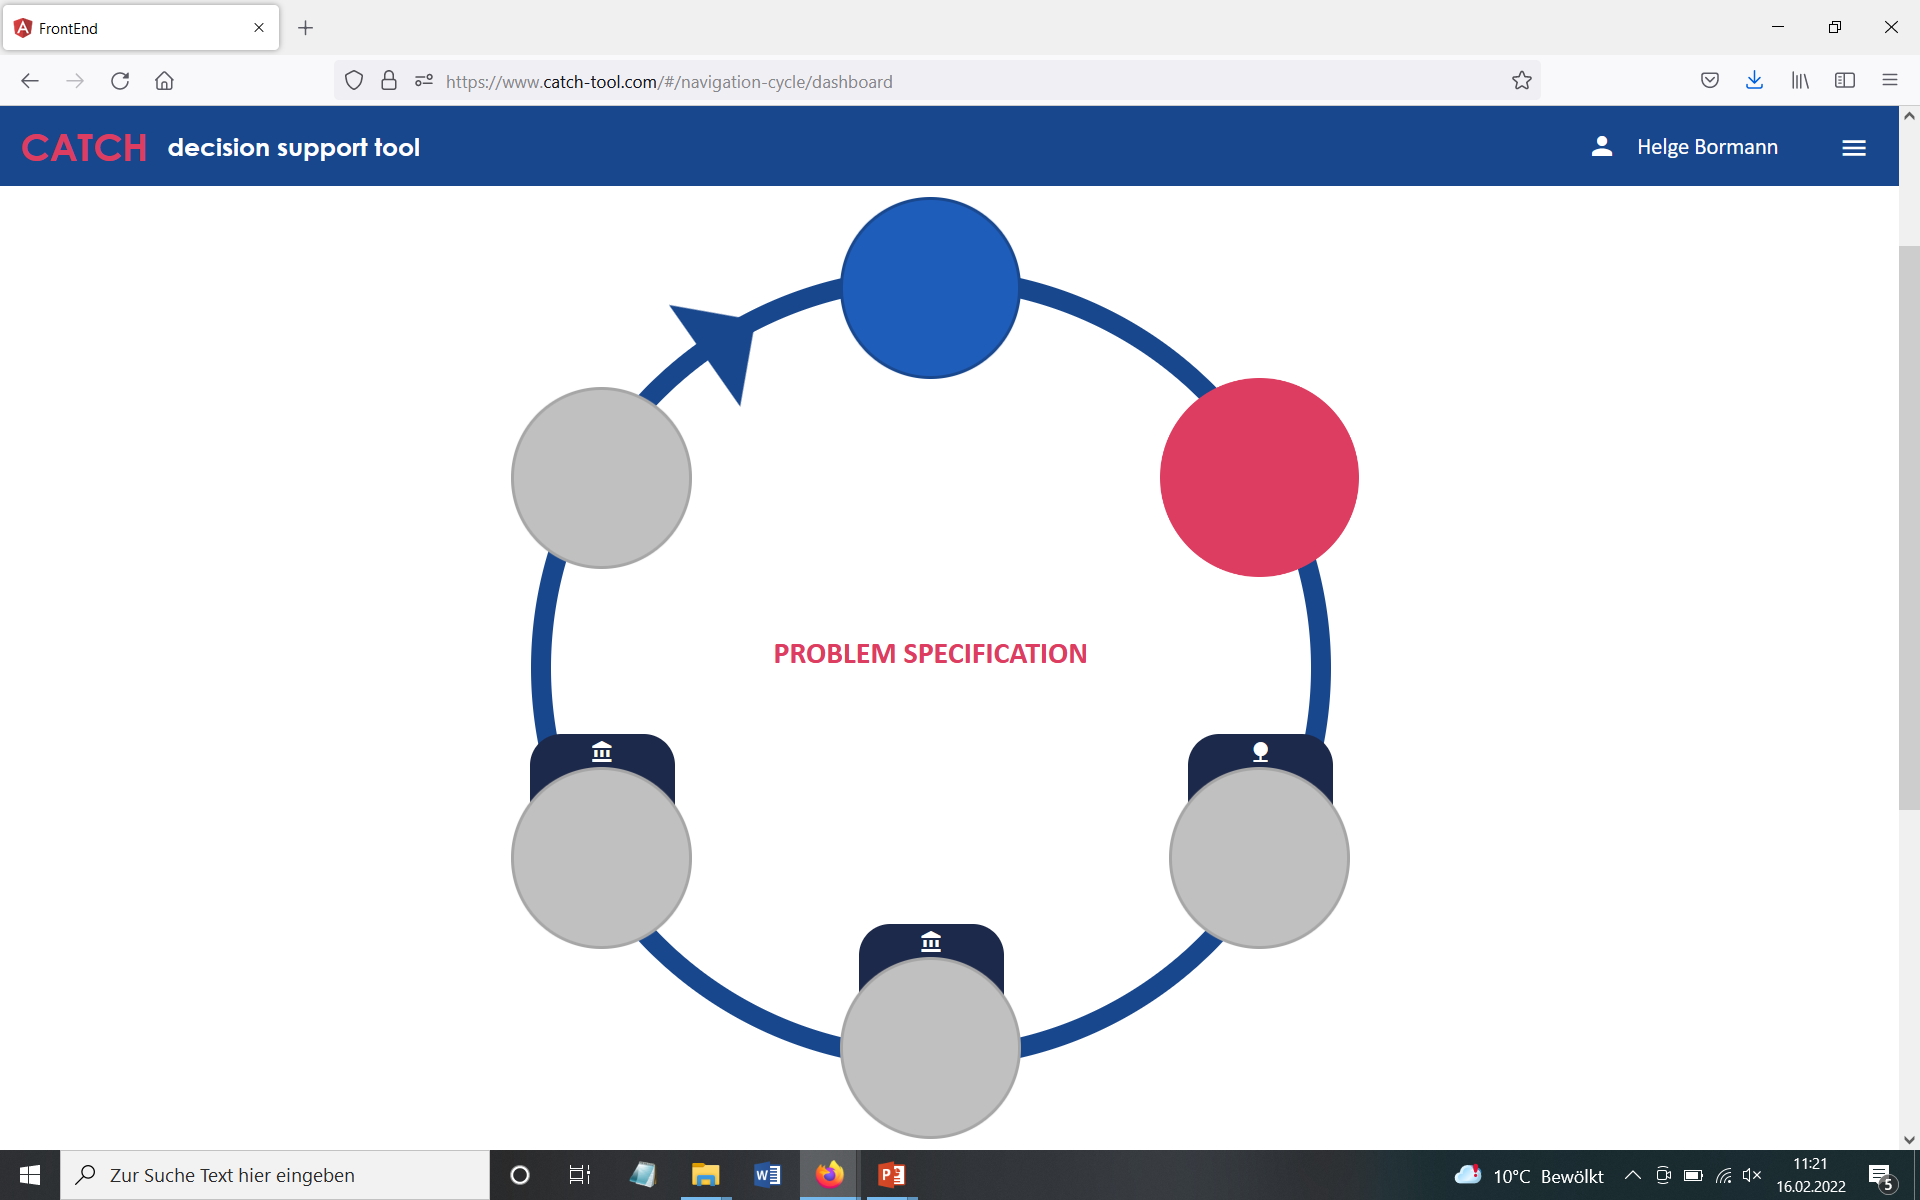 FrontEnd
https://www.catch-tool.com/#/navigation-cycle/dashboard
CATCH decision support tool
Helge Bormann
PROBLEM SPECIFICATION
Zur Suche Text hier eingeben
10°C Bewölkt
11:21
16.02.2022
5